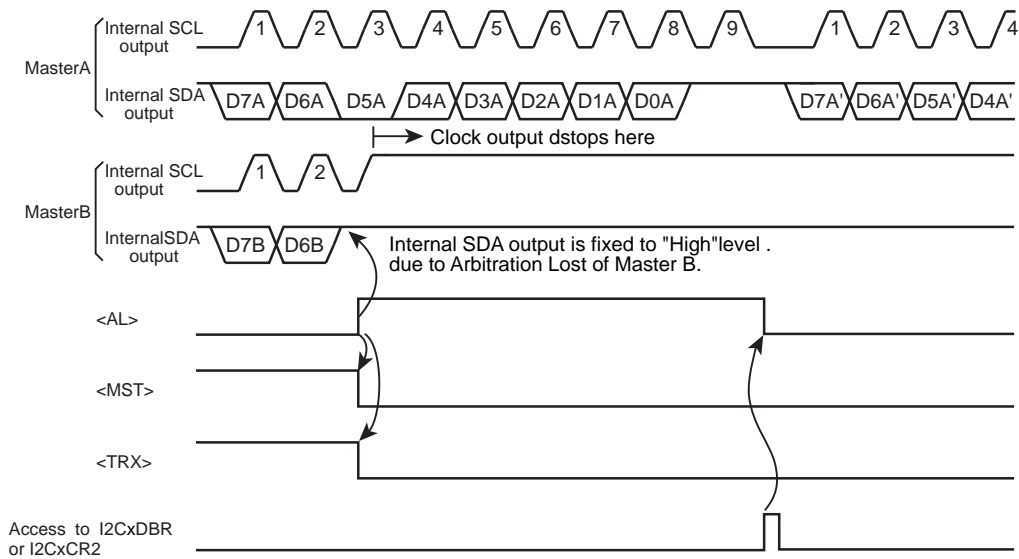 Internal SCL
output
1 2 3 4 5 6 7 8 9 1 2 3 4
MasterA
Internal SDA
output
D7A D6A D5A D4A D3A D2A D1A D0A D7A' D6A' D5A' D4A'
Clock output dstops here
Internal SCL
output
1 2
MasterB
InternalSDA
output
D7B D6B
Internal SDA output is fixed to "High"level .
due to Arbitration Lost of Master B.
<AL>
<MST>
<TRX>
Access to I2CxDBR
or I2CxCR2